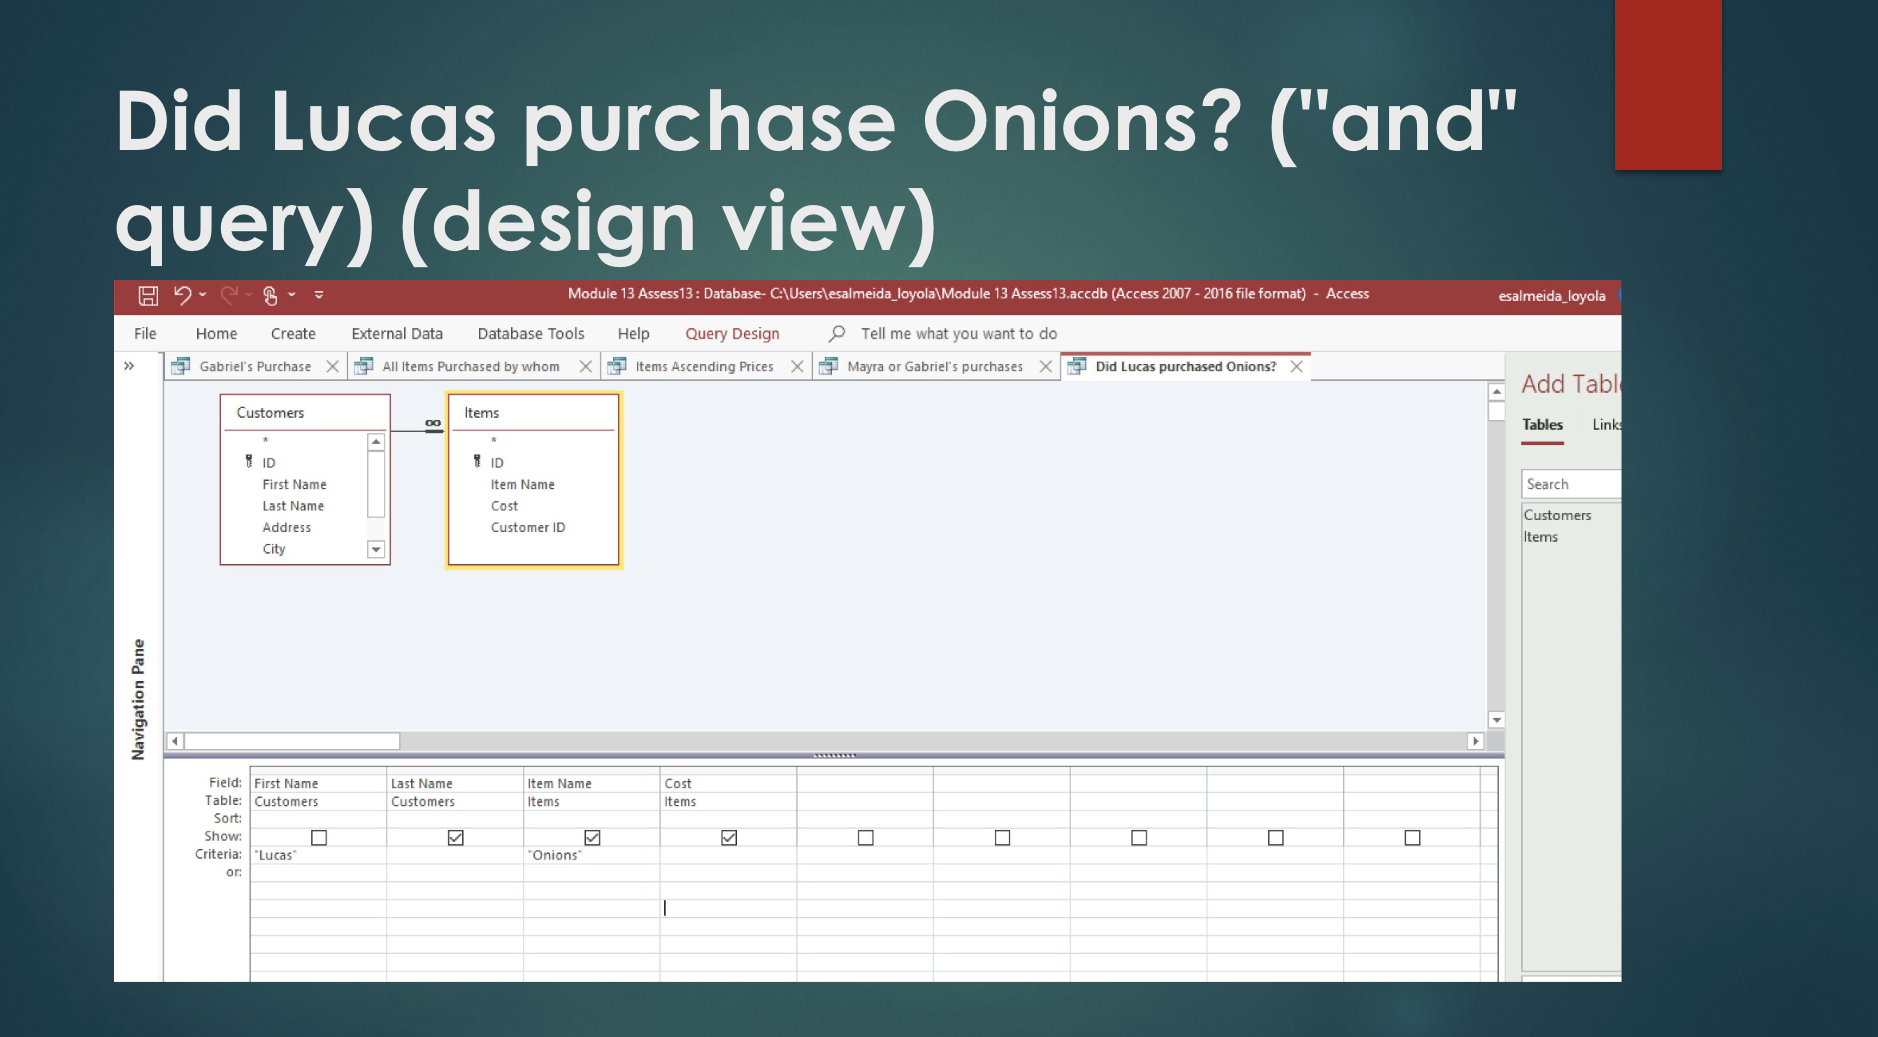 Did Lucas purchase Onions? ("and"
query) (design view)
Module 13 Assess13 : Database- C:\Users\esalmeida_loyola\Module 13 Assess13.accdb (Access 2007 - 2016 file format) - Access
esalmeida_loyola
File Home Create External Data Database Tools Help Query Design Tell me what you want to do
Gabriel's Purchase All Items Purchased by whom Items Ascending Prices Mayra or Gabriel's purchases Did Lucas purchased Onions?
Customers
*
ID
First Name
Last Name
Address
City
Items
*
ID
Item Name
Cost
Customer ID
Add Tabl
Tables Links
Search
Customers
Items
Navigation Pane
Field: First Name Last Name Item Name Cost
Table: Customers Customers Items Items
Sort:
Show:
Criteria: "Lucas" "Onions"
or: